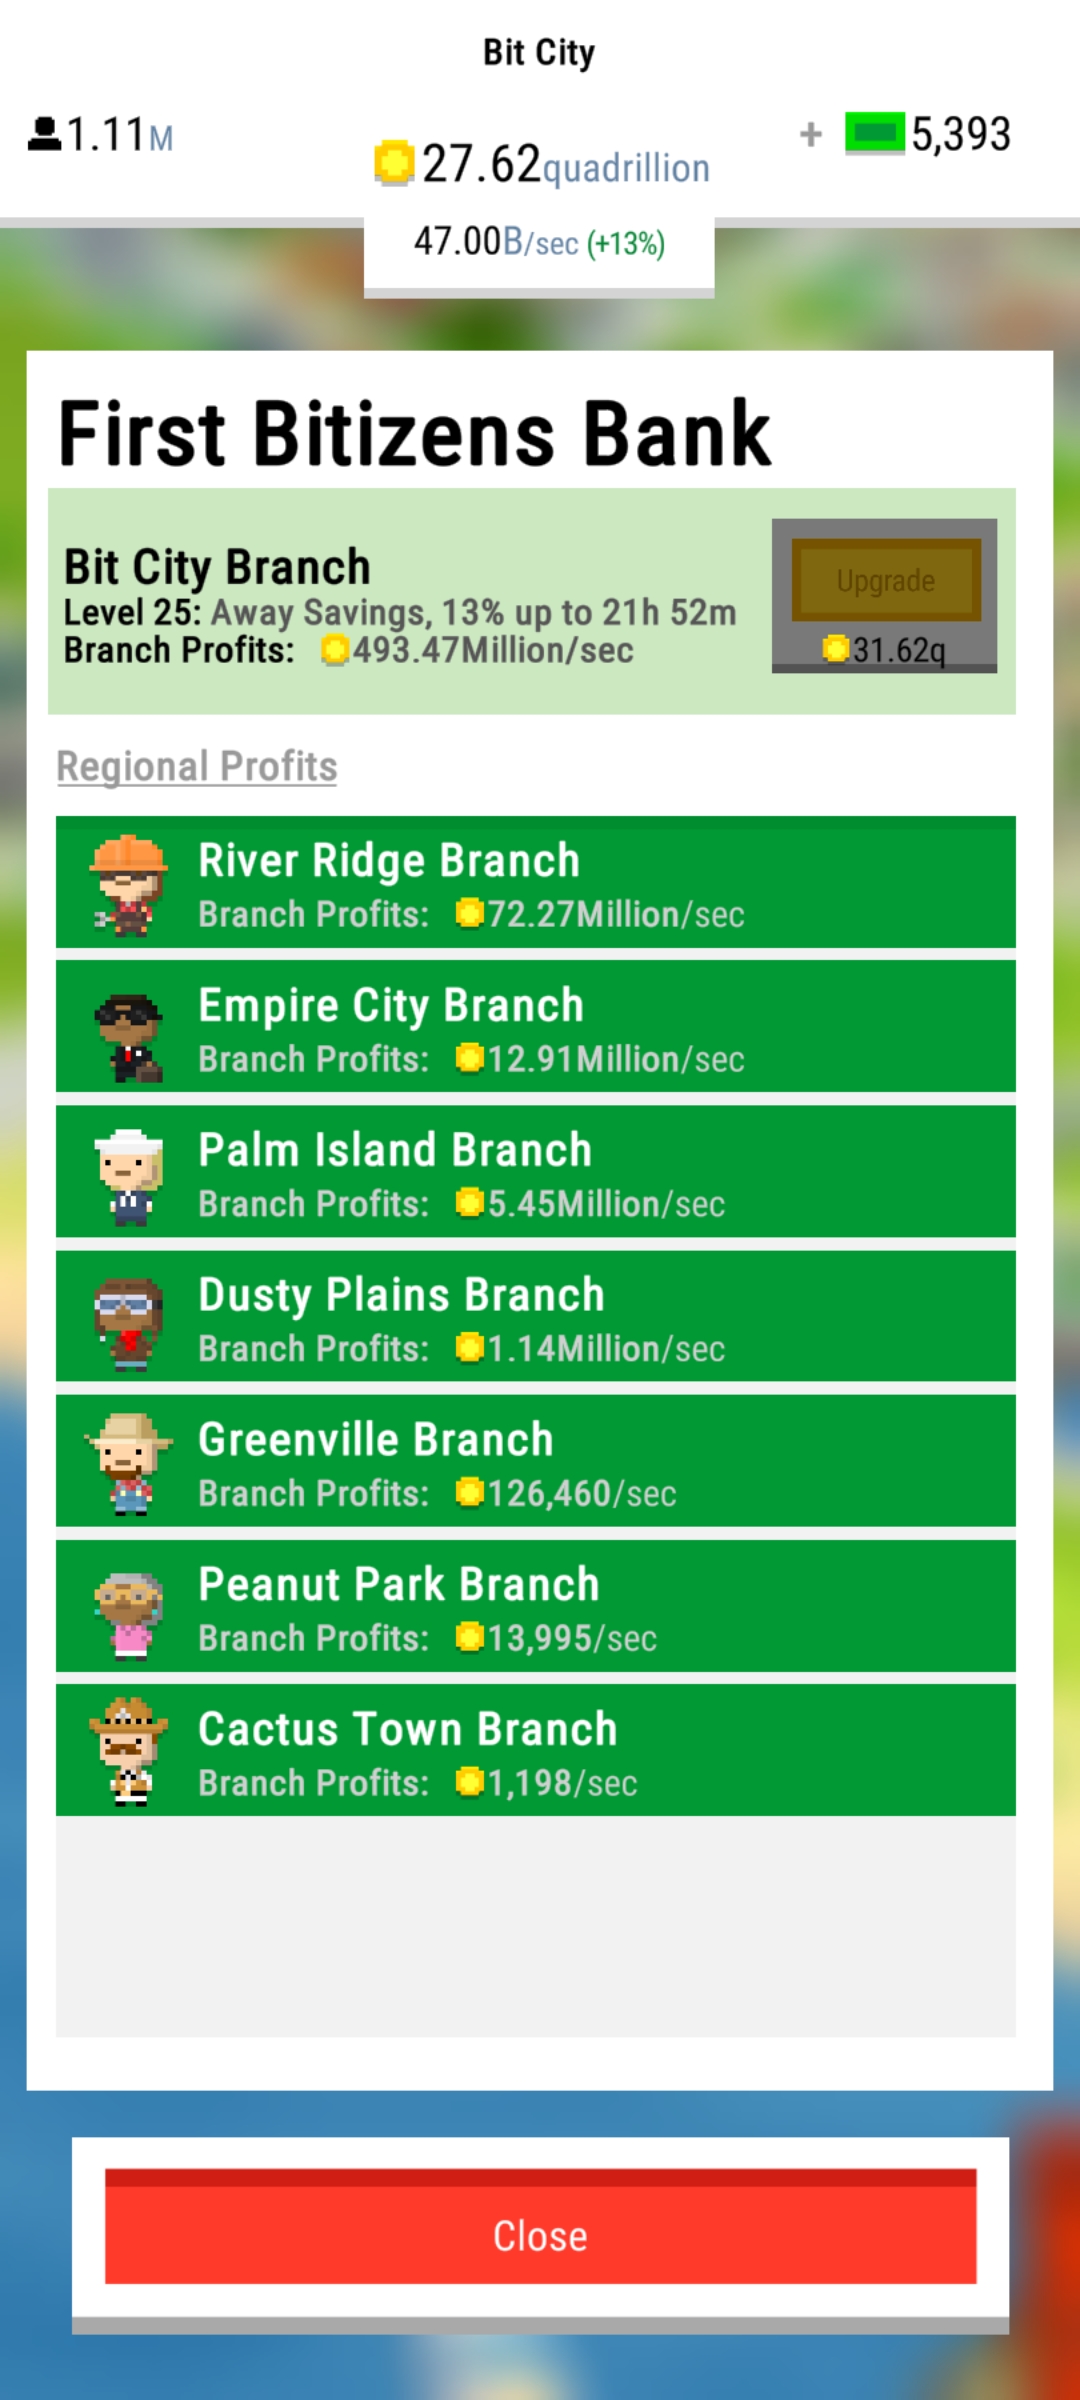 Bit City
1.11M
27.62quadrillion
+ 5,393
47.00B/sec (+13%)
First Bitizens Bank
Bit City Branch
Level 25: Away Savings, 13% up to 21h 52m
Branch Profits: 493.47Million/sec
Upgrade
31.62q
Regional Profits
River Ridge Branch
Branch Profits: 72.27Million/sec
Empire City Branch
Branch Profits: 12.91Million/sec
Palm Island Branch
Branch Profits: 5.45Million/sec
Dusty Plains Branch
Branch Profits: 1.14Million/sec
Greenville Branch
Branch Profits: 126,460/sec
Peanut Park Branch
Branch Profits: 13,995/sec
Cactus Town Branch
Branch Profits: 1,198/sec
Close